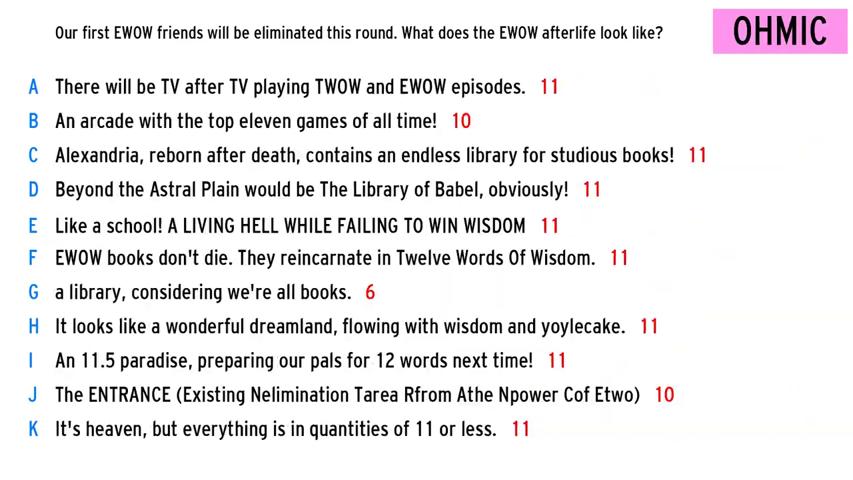 Our first EWOW friends will be eliminated this round. What does the EWOW afterlife look like?
OHMIC
A There will be TV after TV playing TWOW and EWOW episodes. 11
B An arcade with the top eleven games of all time! 10
C Alexandria, reborn after death, contains an endless library for studious books! 11
D Beyond the Astral Plain would be The Library of Babel, obviously! 11
E Like a school! A LIVING HELL WHILE FAILING TO WIN WISDOM 11
F EWOW books don't die. They reincarnate in Twelve Words Of Wisdom. 11
G a library, considering we're all books. 6
H It looks like a wonderful dreamland, flowing with wisdom and yoylecake. 11
I An 11.5 paradise, preparing our pals for 12 words next time! 11
J The ENTRANCE (Existing Nelimination Tarea Rfrom Athe Npower Cof Etwo) 10
K It's heaven, but everything is in quantities of 11 or less. 11